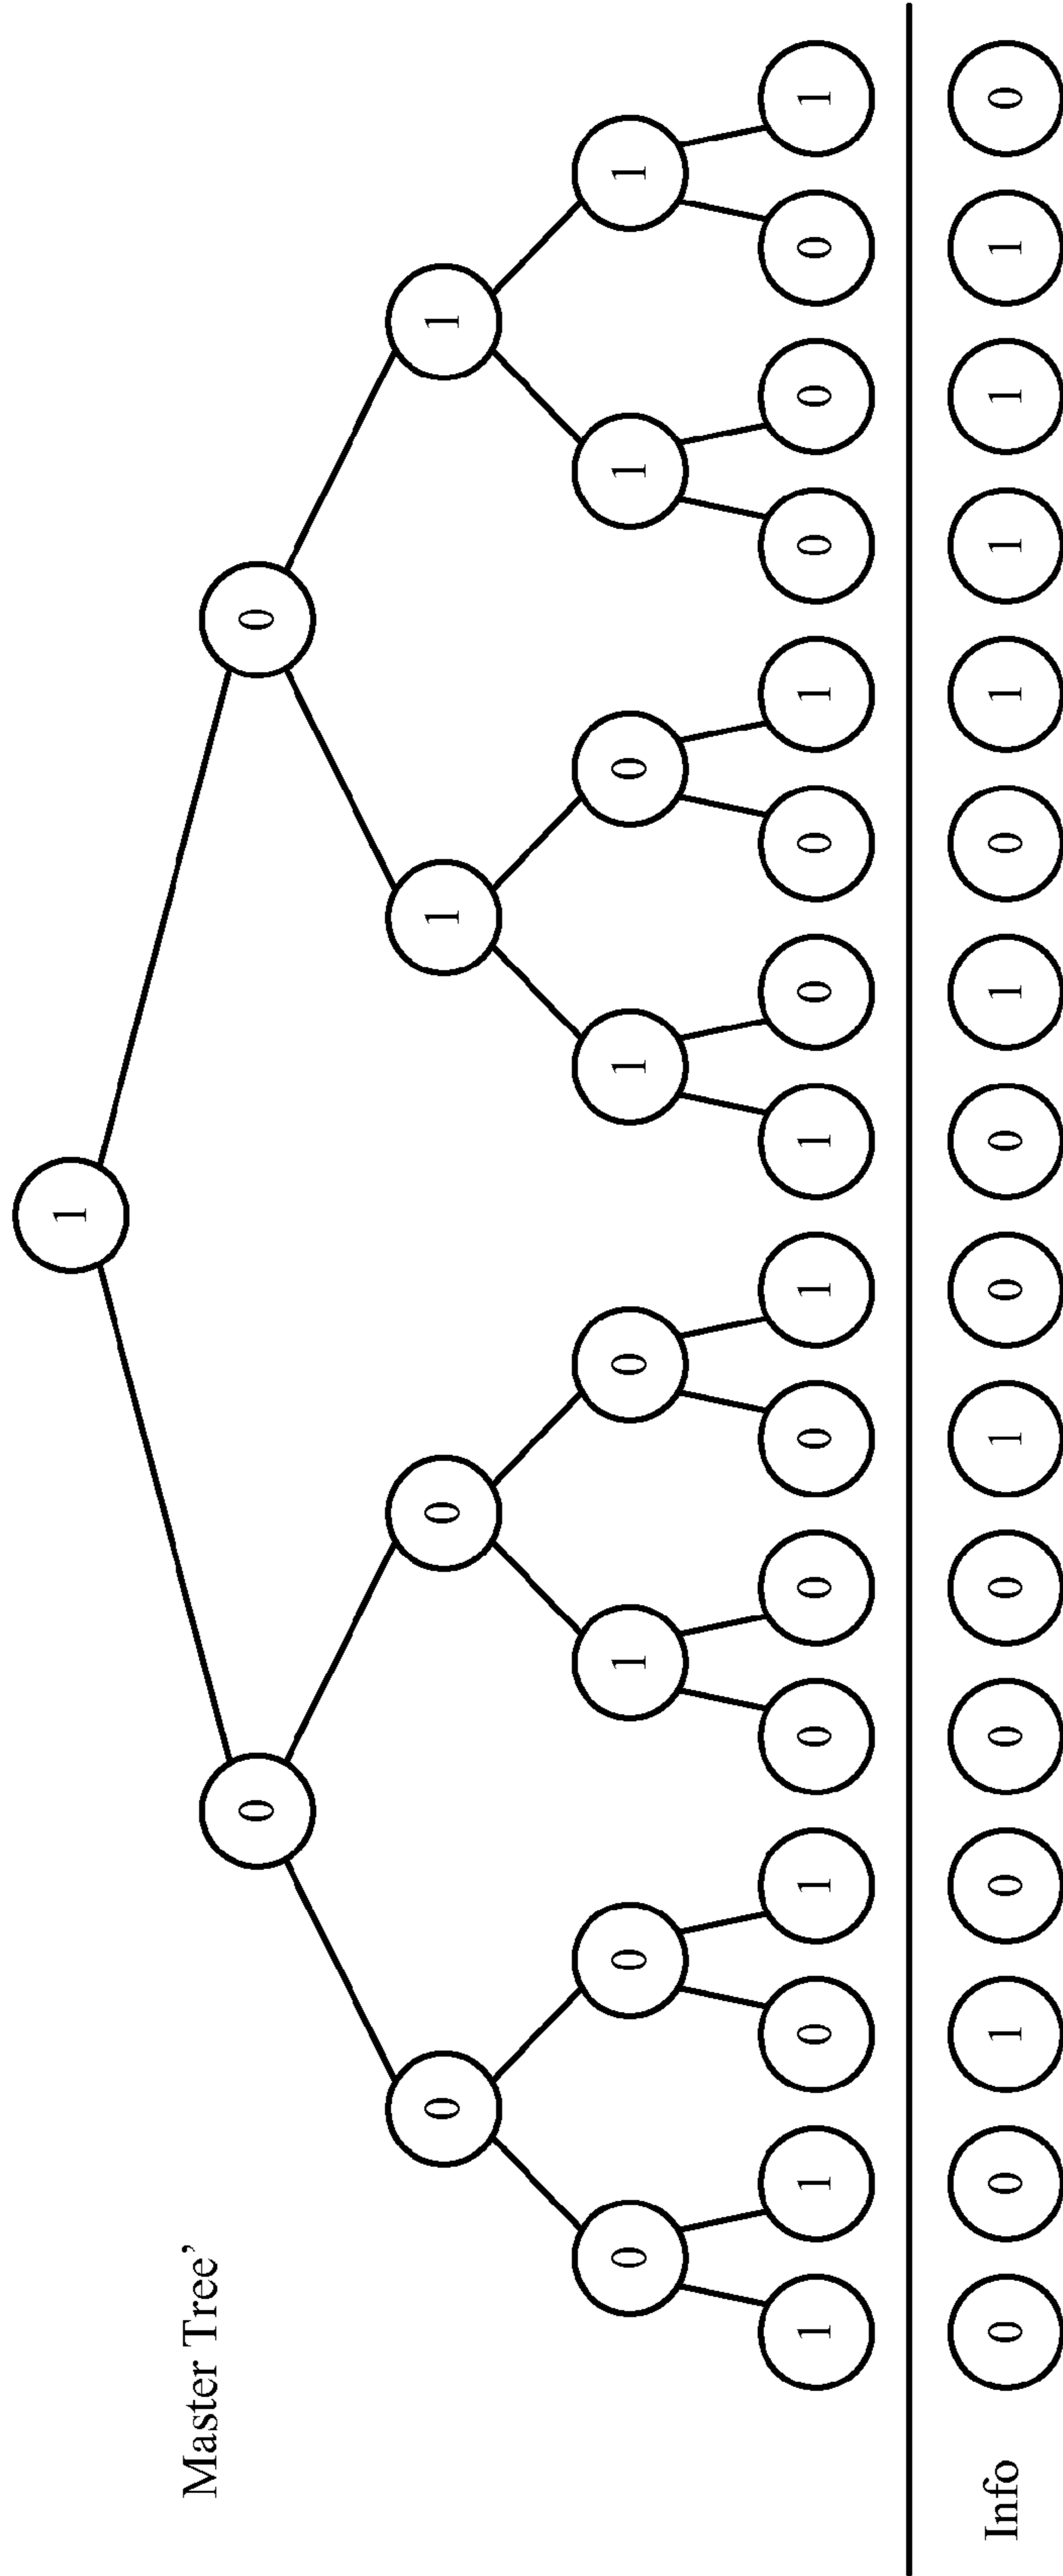 1
Master Tree’
0 0
0 0 1 1
0 0 1 0 1 0 1 1
1 1 0 1 0 0 0 1 1 0 0 1 0 0 0 1
Info 0 0 1 0 0 0 1 0 0 1 0 1 1 1 1 0